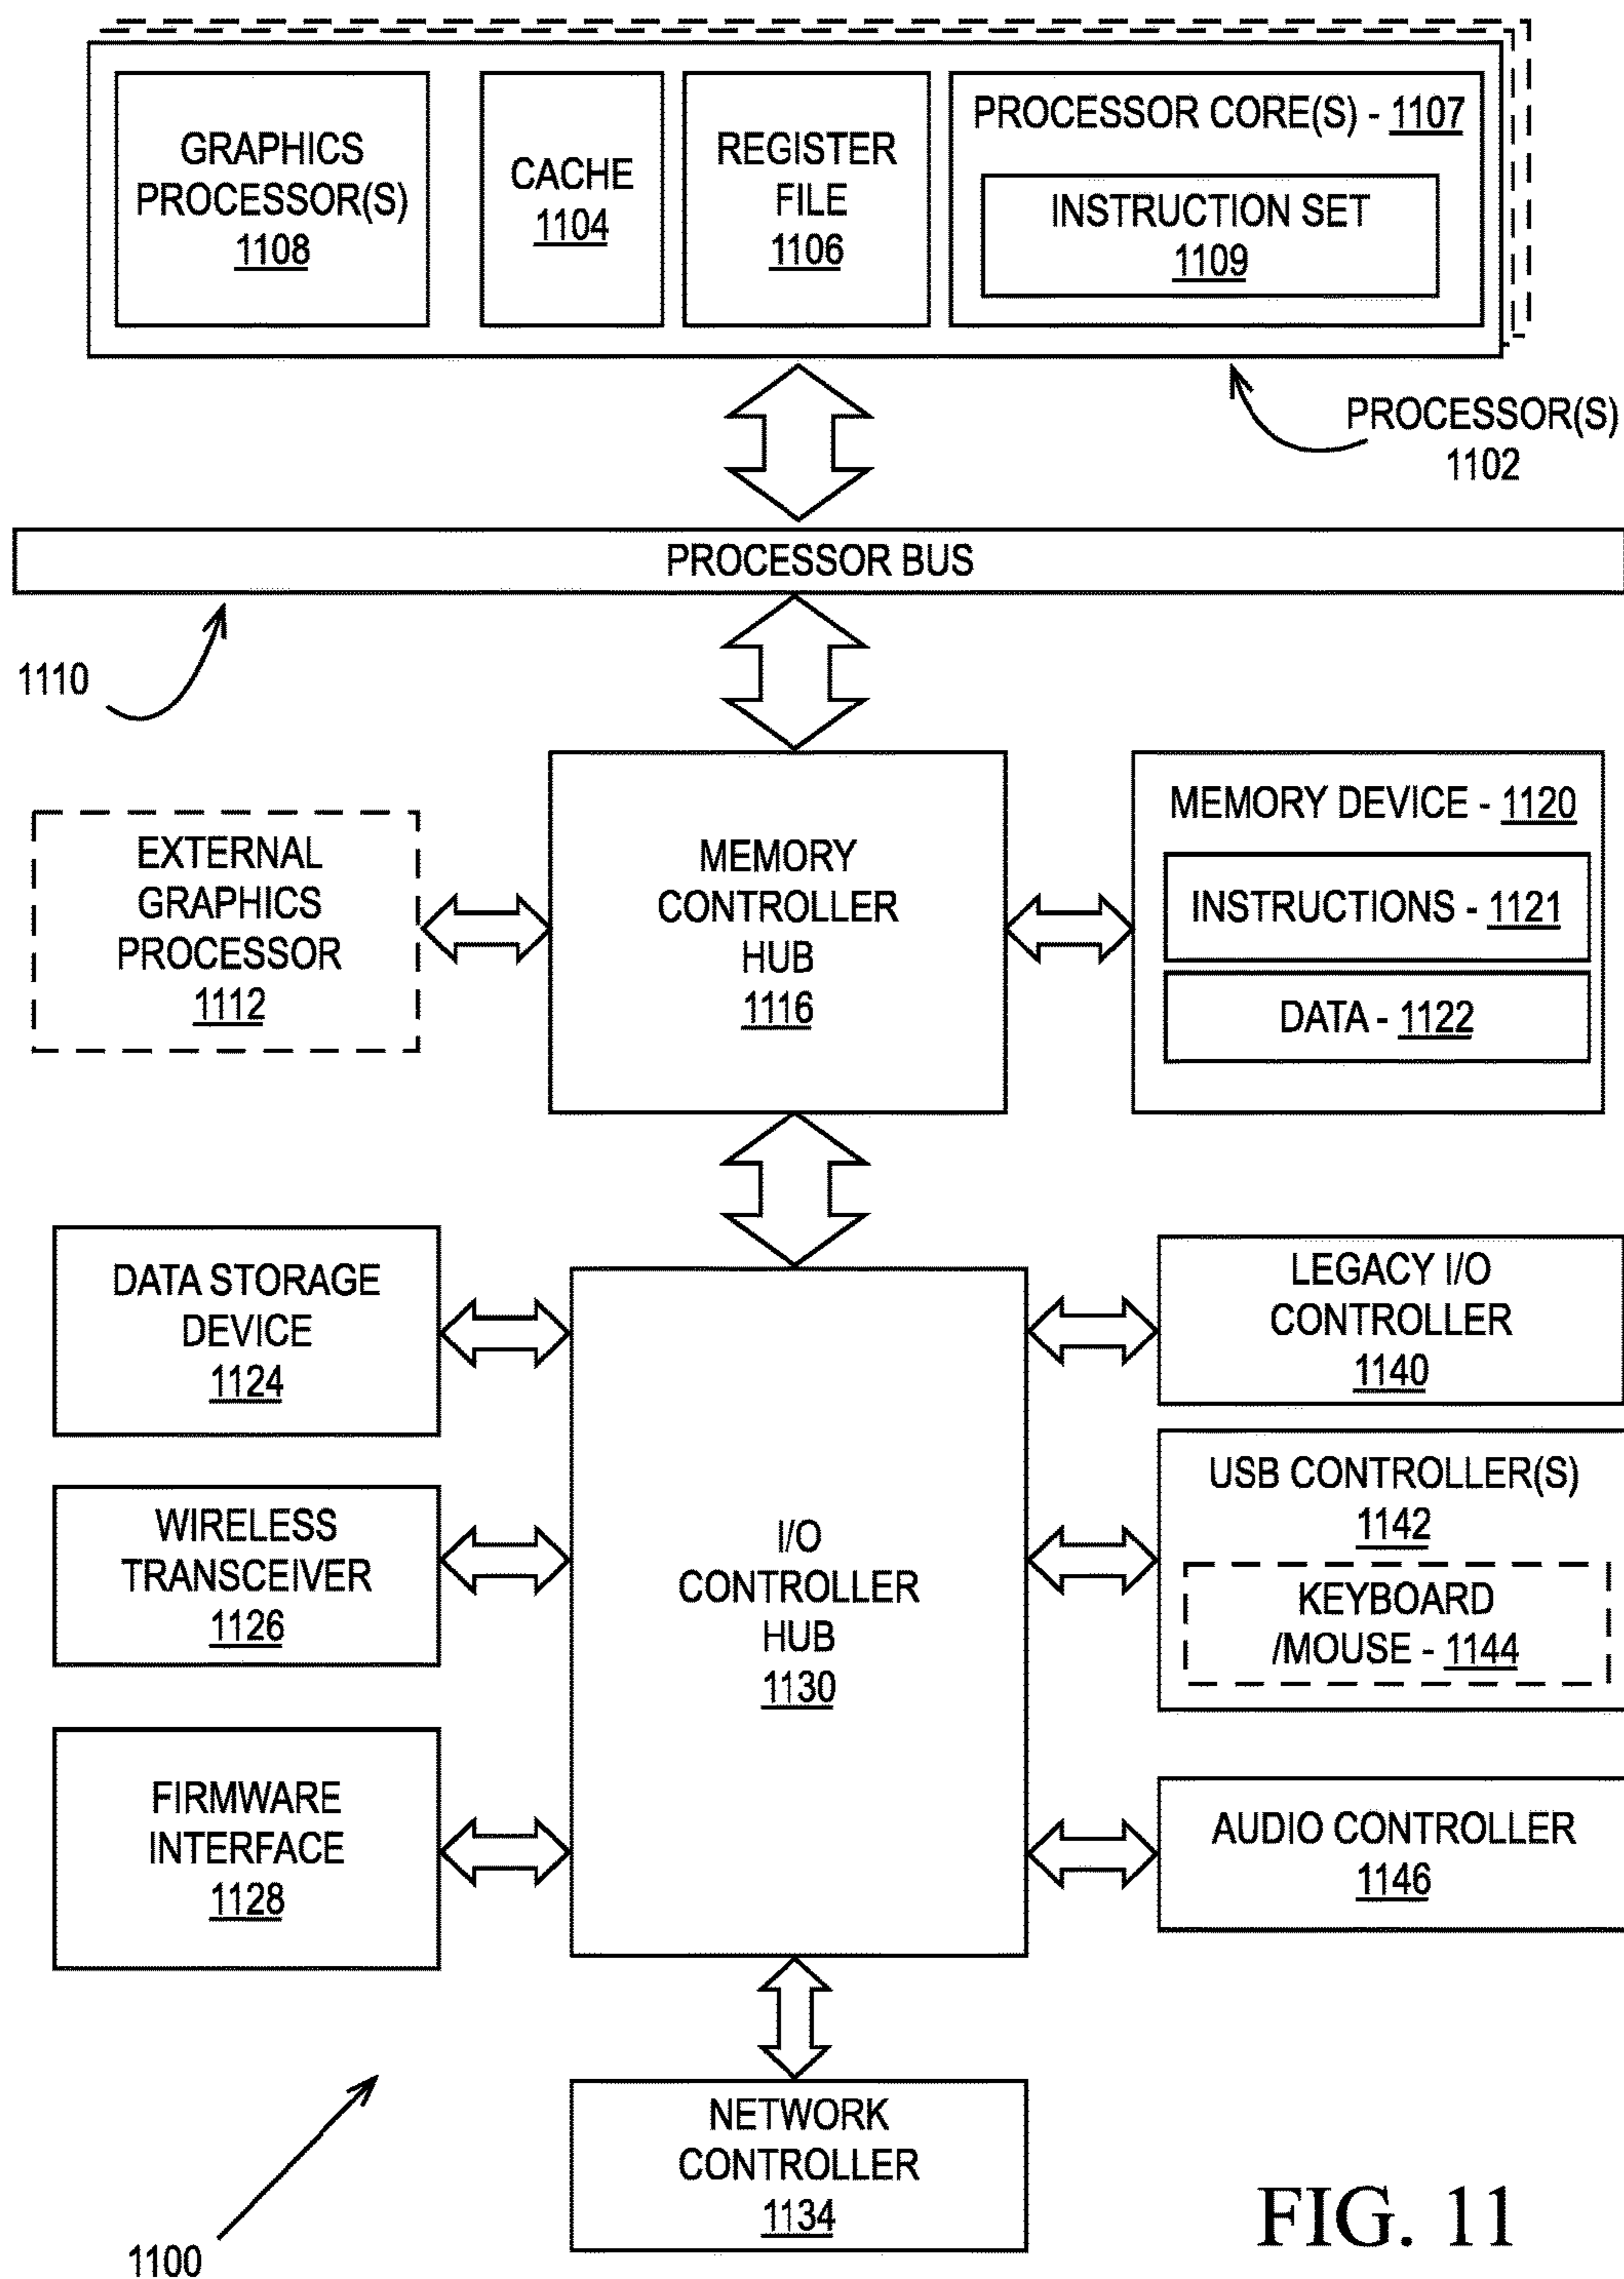 GRAPHICS
PROCESSOR(S)
1108
CACHE
1104
REGISTER
FILE
1106
PROCESSOR CORE(S) - 1107
INSTRUCTION SET
1109
PROCESSOR(S)
1102
PROCESSOR BUS
1110
EXTERNAL
GRAPHICS
PROCESSOR
1112
MEMORY
CONTROLLER
HUB
1116
MEMORY DEVICE - 1120
INSTRUCTIONS - 1121
DATA - 1122
DATA STORAGE
DEVICE
1124
WIRELESS
TRANSCEIVER
1126
FIRMWARE
INTERFACE
1128
I/O
CONTROLLER
HUB
1130
LEGACY I/O
CONTROLLER
1140
USB CONTROLLER(S)
1142
KEYBOARD
/MOUSE - 1144
AUDIO CONTROLLER
1146
NETWORK
CONTROLLER
1134
1100
FIG. 11